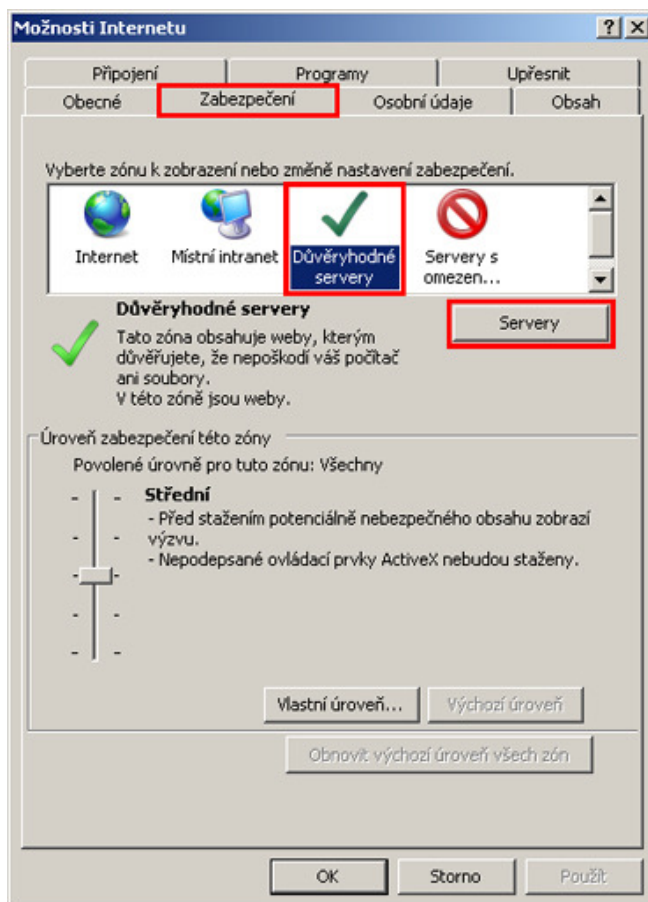 Možnosti Internetu
Připojení Programy Upřesnit
Obecné Zabezpečení Osobní údaje Obsah
Vyberte zónu k zobrazení nebo změně nastavení zabezpečení.
Internet Místní intranet Důvěryhodné servery Servery s omezen...
Důvěryhodné servery
Servery
Tato zóna obsahuje weby, kterým
důvěřujete, že nepoškodí váš počítač
ani soubory.
V této zóně jsou weby.
Úroveň zabezpečení této zóny
Povolené úrovně pro tuto zónu: Všechny
Střední
- Před stažením potenciálně nebezpečného obsahu zobrazí
výzvu.
- Nepodepsané ovládací prvky ActiveX nebudou staženy.
Vlastní úroveň... Výchozí úroveň
Obnovit výchozí úroveň všech zón
OK Storno Použít